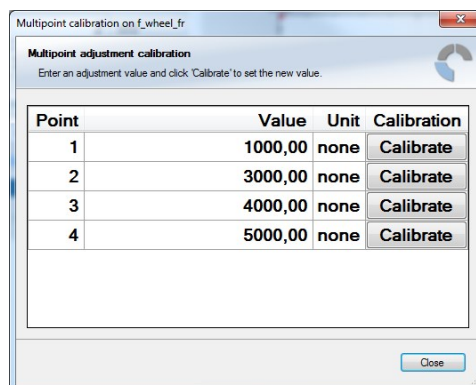 Multipoint calibration on f_wheel_fr
Multipoint adjustment calibration
Enter an adjustment value and click 'Calibrate' to set the new value.
Point Value Unit Calibration
1 1000,00 none Calibrate
2 3000,00 none Calibrate
3 4000,00 none Calibrate
4 5000,00 none Calibrate
Close